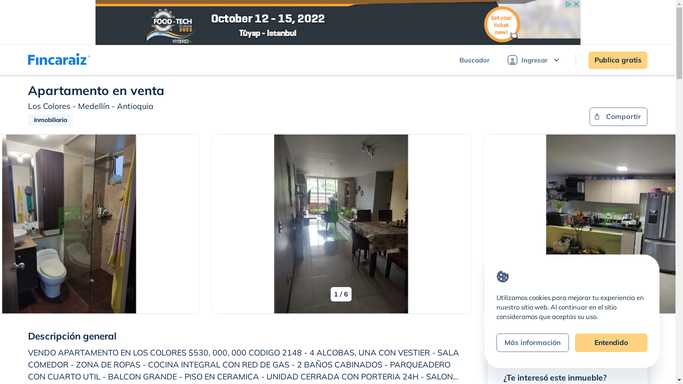 FOOD-TECH
October 12 - 15, 2022
Tüyap - Istanbul
Get your
ticket
now!
Fincaraiz
Buscador
Ingresar
Publica gratis
Apartamento en venta
Los Colores - Medellín - Antioquia
Inmobiliaria
Compartir
1 / 6
Utilizamos cookies para mejorar tu experiencia en
nuestro sitio web. Al continuar en el sitio
consideramos que aceptas su uso.
Más información
Entendido
Descripción general
VENDO APARTAMENTO EN LOS COLORES $530, 000, 000 CODIGO 2148 - 4 ALCOBAS, UNA CON VESTIER - SALA
COMEDOR - ZONA DE ROPAS - COCINA INTEGRAL CON RED DE GAS - 2 BAÑOS CABINADOS - PARQUEADERO
CON CUARTO UTIL - BALCON GRANDE - PISO EN CERAMICA - UNIDAD CERRADA CON PORTERIA 24H - SALON...
¿Te interesó este inmueble?